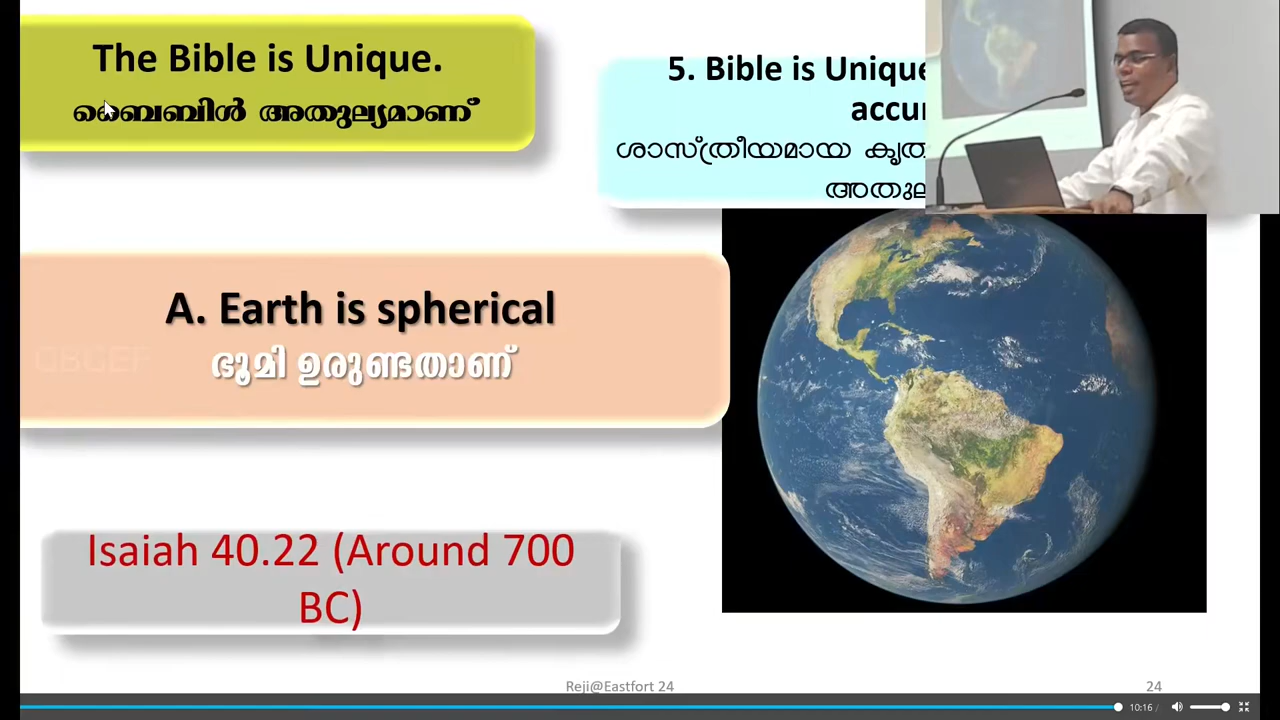 The Bible is Unique.
ബൈബിൾ അതുല്യമാണ്
5. Bible is Unique
ശാസ്ത്രീയമായ
A. Earth is spherical
ഭൂമി ഉരുണ്ടതാണ്
OBGEF
Isaiah 40.22 (Around 700
BC)
Reji@Eastfort 24
24
10:16 /